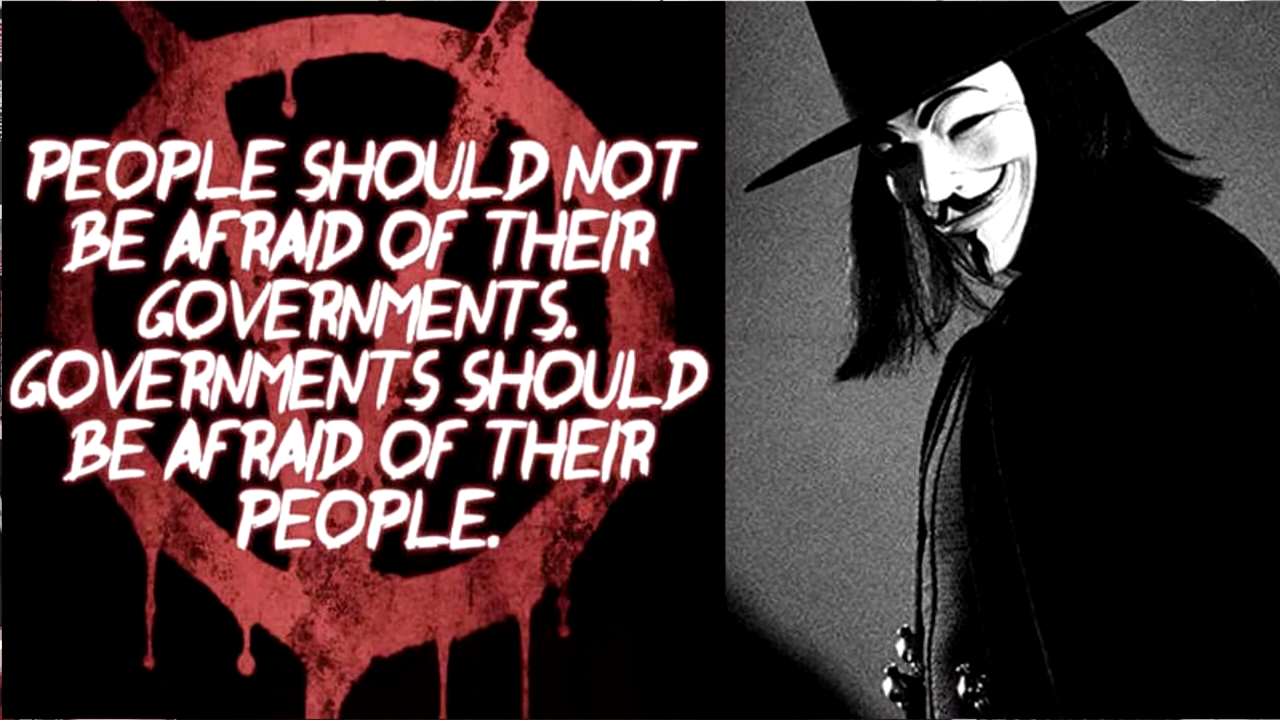 PEOPLE SHOULD NOT
BE AFRAID OF THEIR
GOVERNMENTS.
GOVERNMENTS SHOULD
BE AFRAID OF THEIR
PEOPLE.